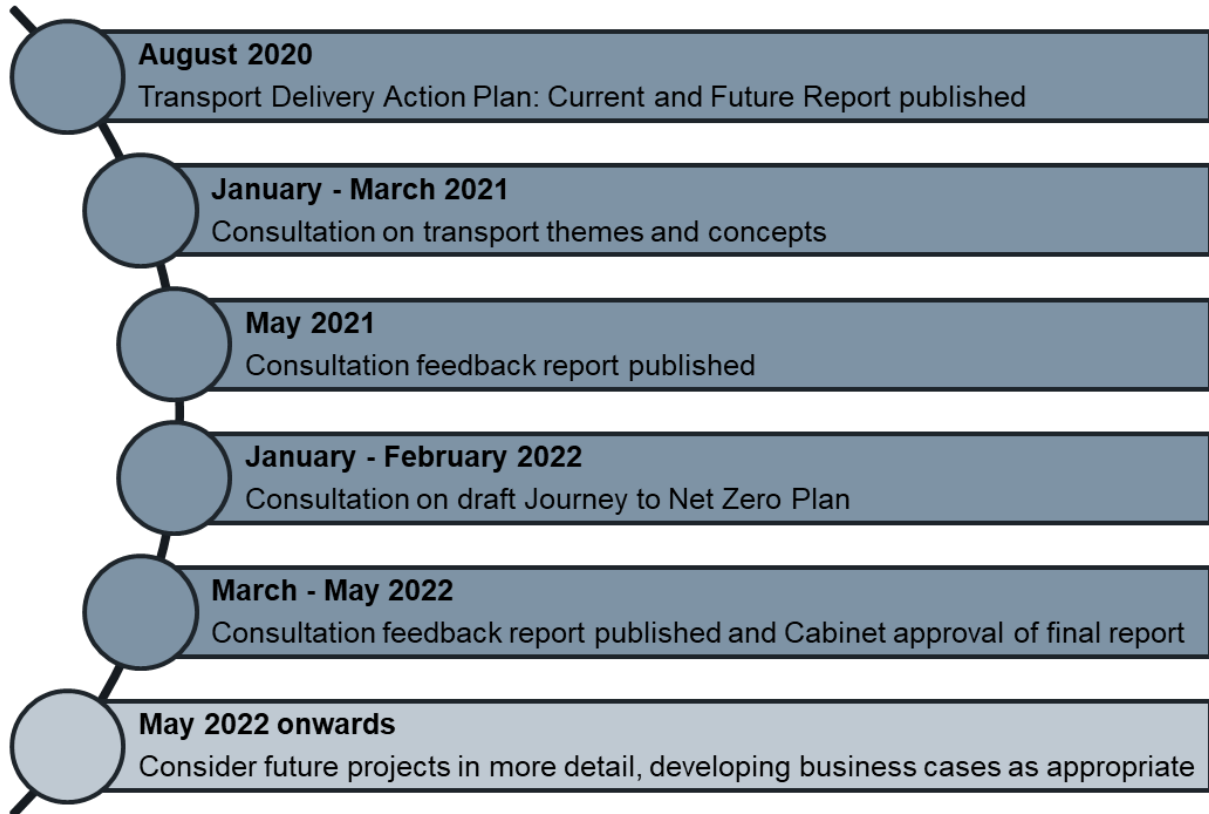 August 2020
Transport Delivery Action Plan: Current and Future Report published
January - March 2021
Consultation on transport themes and concepts
May 2021
Consultation feedback report published
January - February 2022
Consultation on draft Journey to Net Zero Plan
March - May 2022
Consultation feedback report published and Cabinet approval of final report
May 2022 onwards
Consider future projects in more detail, developing business cases as appropriate